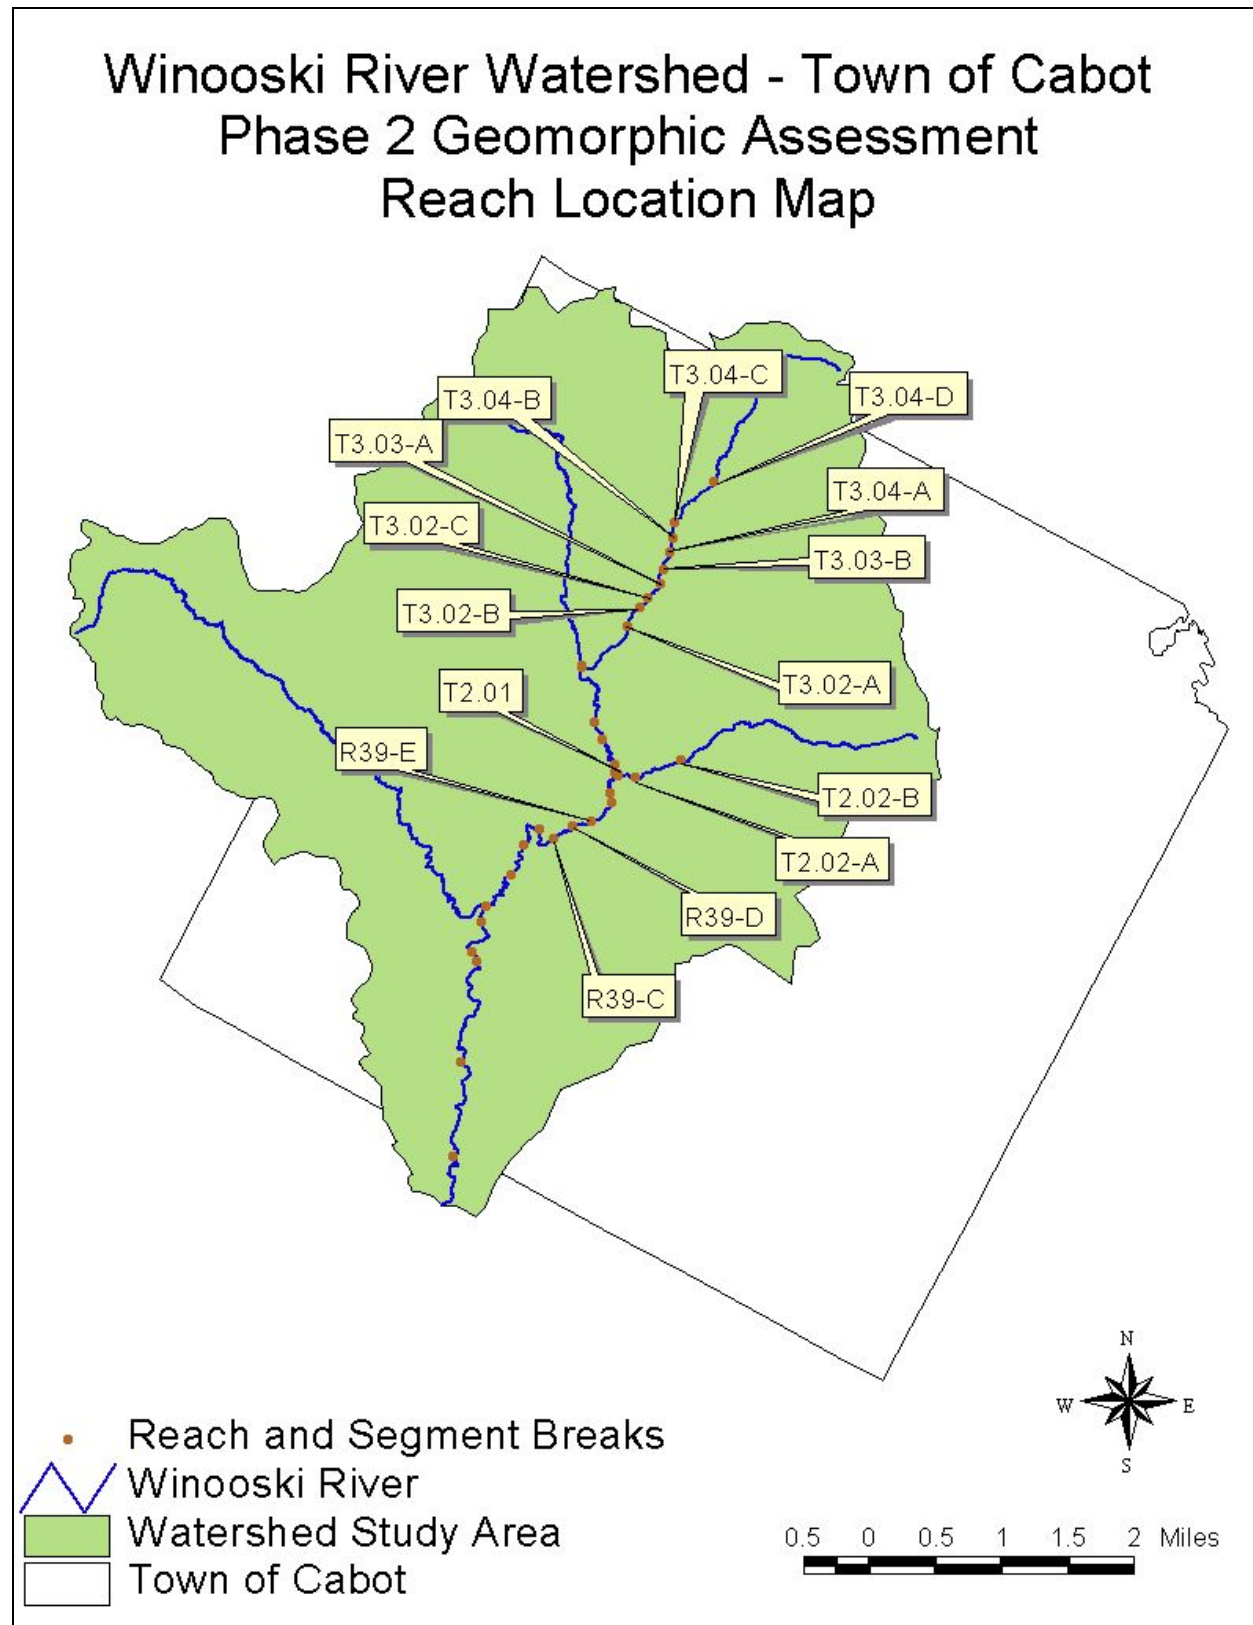 Winooski River Watershed - Town of Cabot
Phase 2 Geomorphic Assessment
Reach Location Map
T3.04-C
T3.04-B
T3.04-D
T3.03-A
T3.04-A
T3.02-C
T3.03-B
T3.02-B
T3.02-A
T2.01
R39-E
T2.02-B
T2.02-A
R39-D
R39-C
N
W
E
S
Reach and Segment Breaks
Winooski River
Watershed Study Area
Town of Cabot
0.5 0 0.5 1 1.5 2 Miles